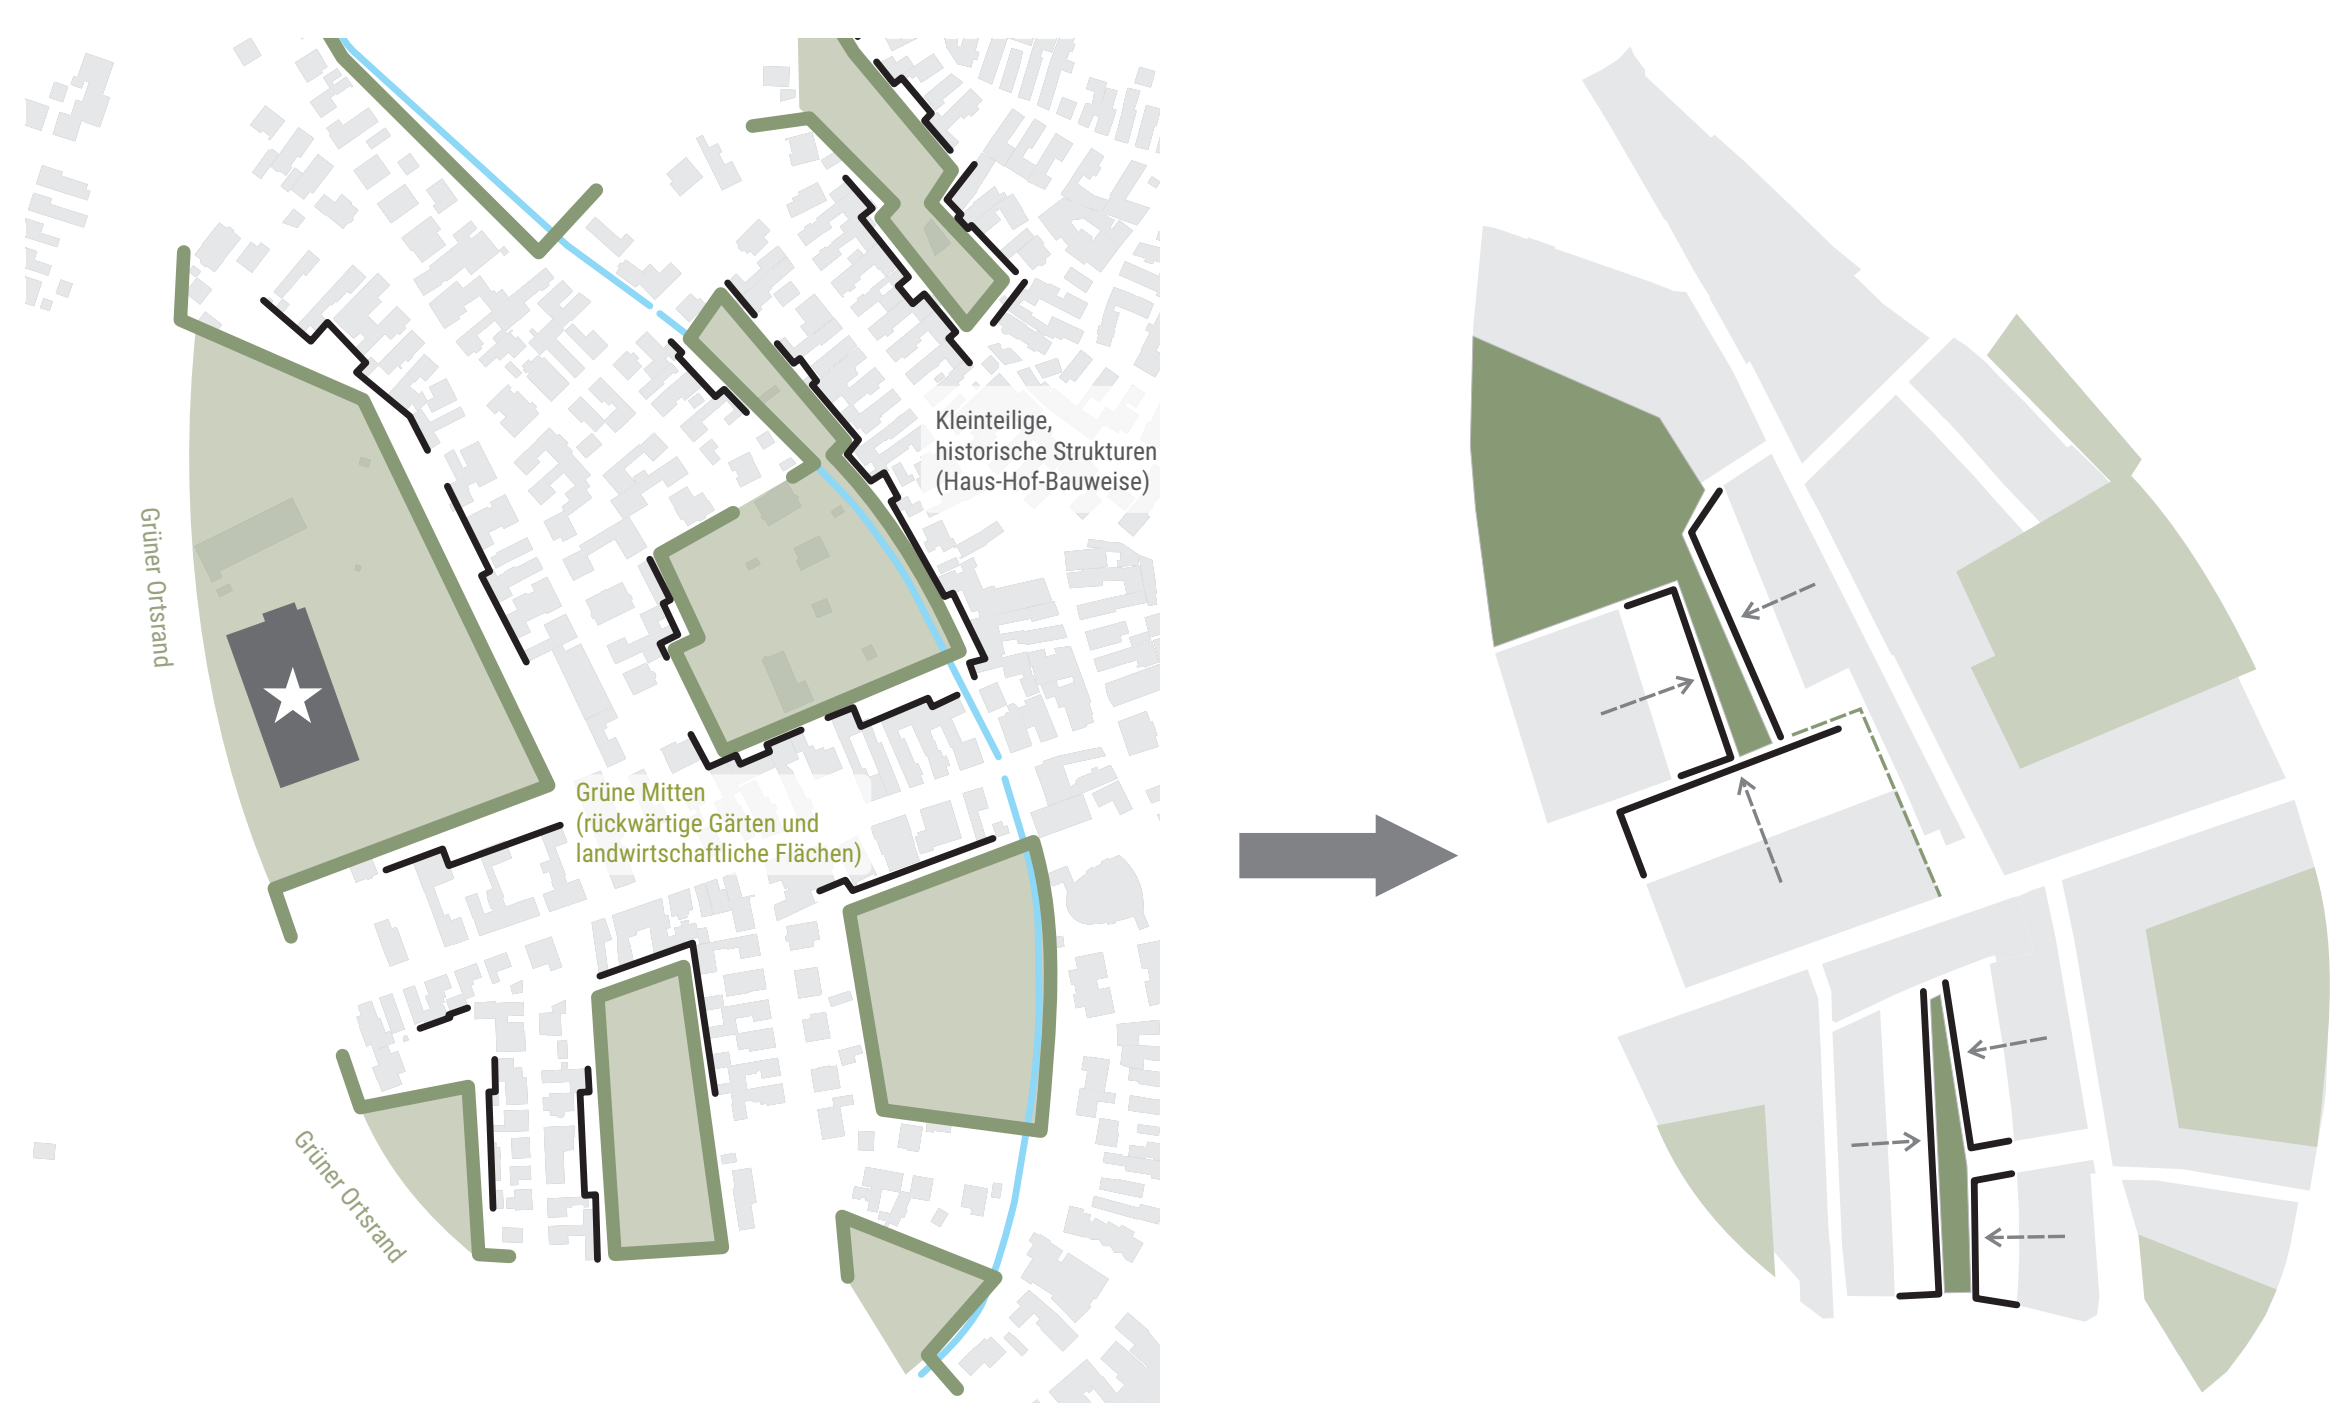 Kleinteilige,
historische Strukturen
(Haus-Hof-Bauweise)
Grüner Ortsrand
Grüne Mitten
(rückwärtige Gärten und
landwirtschaftliche Flächen)
Grüner Ortsrand